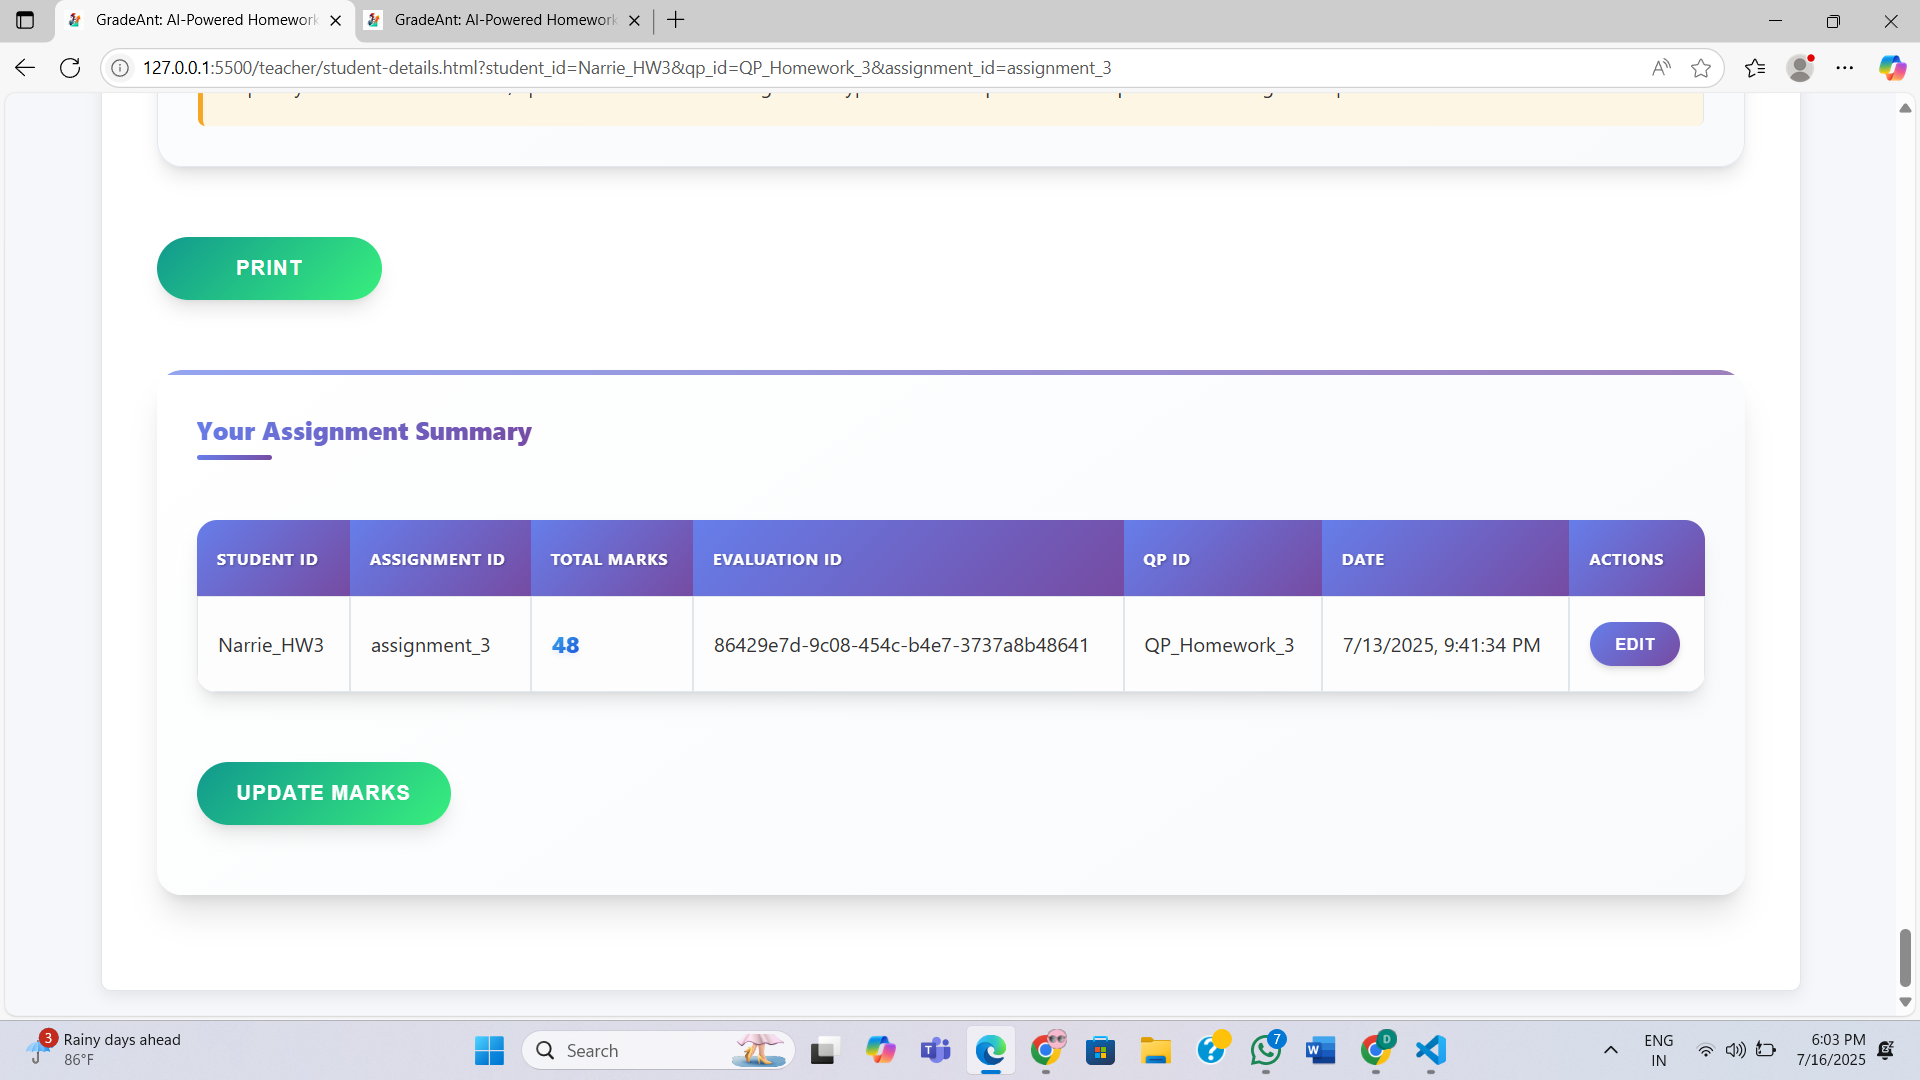 GradeAnt: AI-Powered Homework
GradeAnt: AI-Powered Homework
127.0.0.1:5500/teacher/student-details.html?student_id=Narrie_HW3&qp_id=QP_Homework_3&assignment_id=assignment_3
PRINT
Your Assignment Summary
STUDENT ID ASSIGNMENT ID TOTAL MARKS EVALUATION ID QP ID DATE ACTIONS
Narrie_HW3 assignment_3 48 86429e7d-9c08-454c-b4e7-3737a8b48641 QP_Homework_3 7/13/2025, 9:41:34 PM EDIT
UPDATE MARKS
3 Rainy days ahead
86°F
Search
7
D
ENG
IN
6:03 PM
7/16/2025